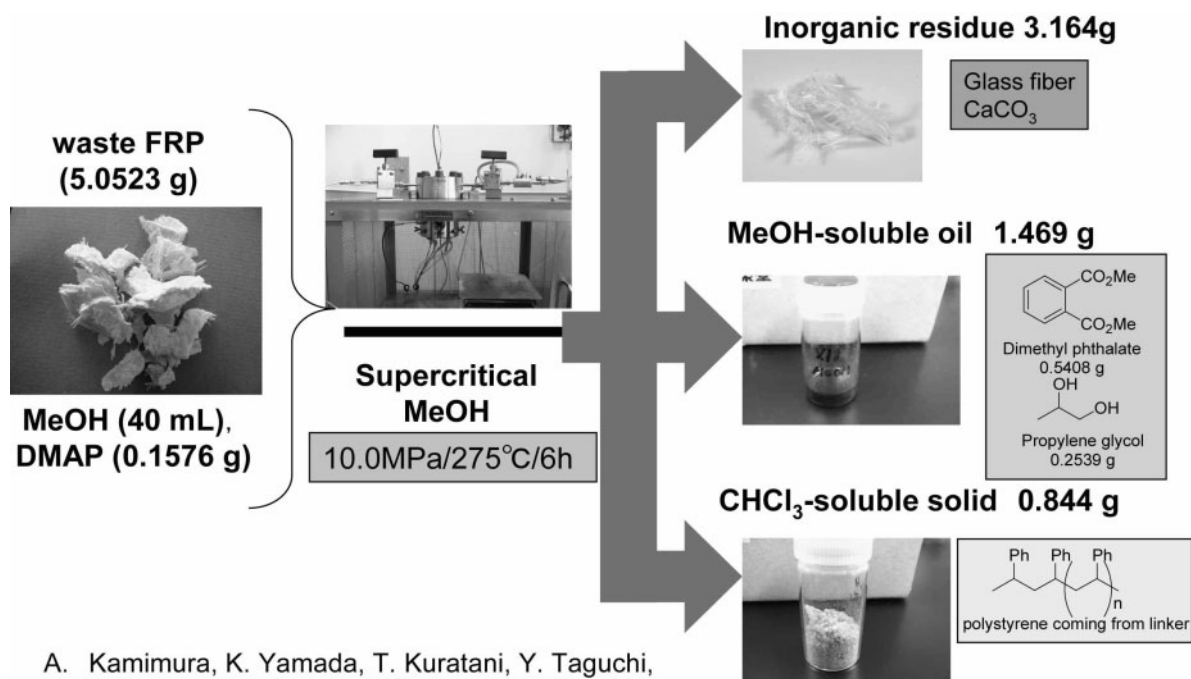 waste FRP
(5.0523 g)
MeOH (40 mL),
DMAP (0.1576 g)
Supercritical
MeOH
10.0MPa/275℃/6h
Inorganic residue 3.164g
Glass fiber
CaCO₃
MeOH-soluble oil 1.469 g
CO₂Me
CO₂Me
Dimethyl phthalate
0.5408 g
OH
OH
Propylene glycol
0.2539 g
CHCl₃-soluble solid 0.844 g
Ph Ph Ph
n
polystyrene coming from linker
A. Kamimura, K. Yamada, T. Kuratani, Y. Taguchi,